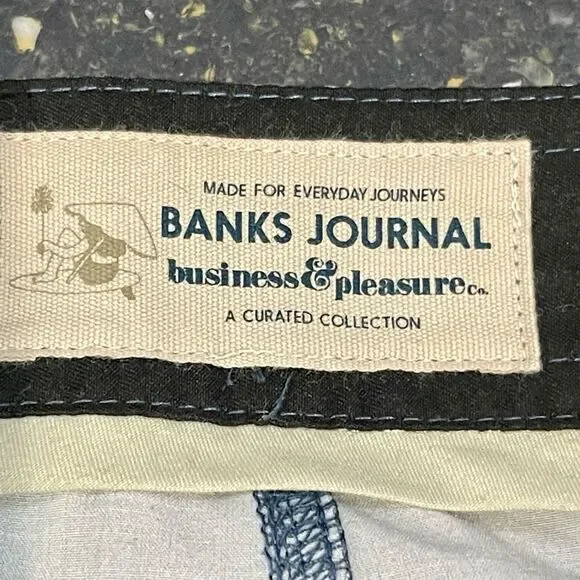 MADE FOR EVERYDAY JOURNEYS
BANKS JOURNAL
business & pleasure Co.
A CURATED COLLECTION